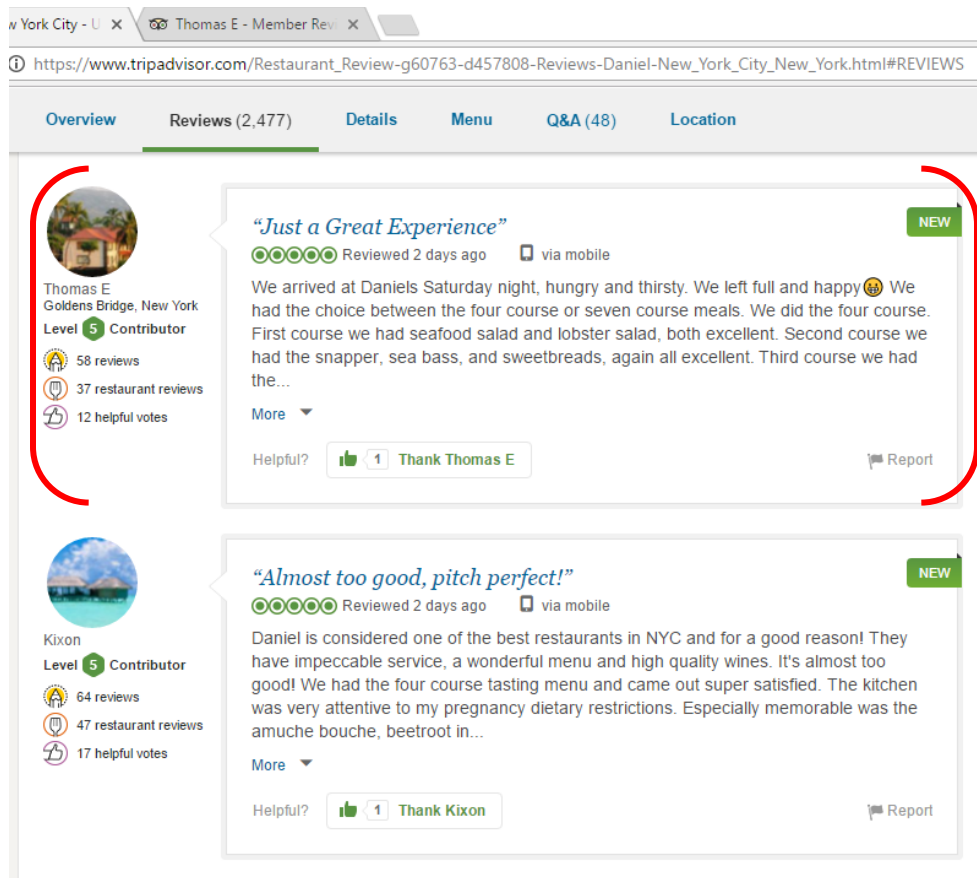 w York City - U
Thomas E - Member Rev
https://www.tripadvisor.com/Restaurant_Review-g60763-d457808-Reviews-Daniel-New_York_City_New_York.html#REVIEWS
Overview Reviews (2,477) Details Menu Q&A (48) Location
Thomas E
Goldens Bridge, New York
Level 5 Contributor
58 reviews
37 restaurant reviews
12 helpful votes
“Just a Great Experience”
NEW
Reviewed 2 days ago via mobile
We arrived at Daniels Saturday night, hungry and thirsty. We left full and happy😀 We
had the choice between the four course or seven course meals. We did the four course.
First course we had seafood salad and lobster salad, both excellent. Second course we
had the snapper, sea bass, and sweetbreads, again all excellent. Third course we had
the...
More
Helpful? 1 Thank Thomas E Report
Kixon
Level 5 Contributor
64 reviews
47 restaurant reviews
17 helpful votes
“Almost too good, pitch perfect!”
NEW
Reviewed 2 days ago via mobile
Daniel is considered one of the best restaurants in NYC and for a good reason! They
have impeccable service, a wonderful menu and high quality wines. It's almost too
good! We had the four course tasting menu and came out super satisfied. The kitchen
was very attentive to my pregnancy dietary restrictions. Especially memorable was the
amuche bouche, beetroot in...
More
Helpful? 1 Thank Kixon Report